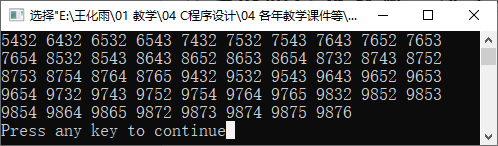 选择"E:\王化雨\01 教学\04 C程序设计\04 各年教学课件等\...
5432 6432 6532 6543 7432 7532 7543 7643 7652 7653
7654 8532 8543 8643 8652 8653 8654 8732 8743 8752
8753 8754 8764 8765 9432 9532 9543 9643 9652 9653
9654 9732 9743 9752 9754 9764 9765 9832 9852 9853
9854 9864 9865 9872 9873 9874 9875 9876
Press any key to continue